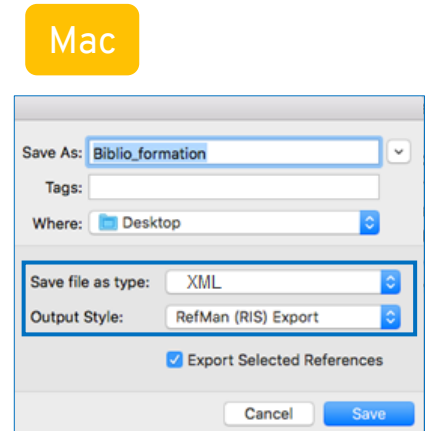 Mac
Save As: Biblio_formation
Tags:
Where: Desktop
Save file as type: XML
Output Style: RefMan (RIS) Export
Export Selected References
Cancel Save